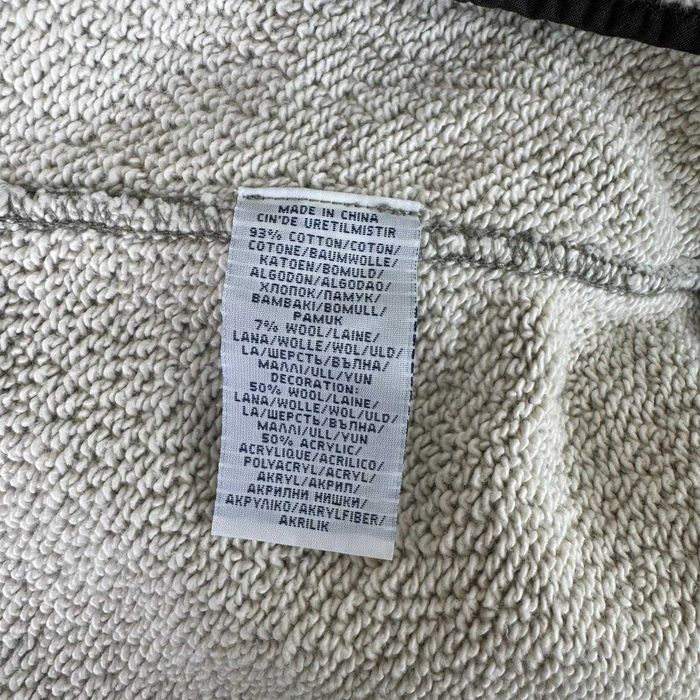 MADE IN CHINA
CIN'DE URETILMISTIR
93% COTTON/COTON/
COTONE/BAUMWOLLE/
KATOEN/BOMULD/
ALGODON/ALGODAO/
ХЛОПОК/ПАМУК/
BAMBAKI/BOMULL/
PAMUK
7% WOOL/LAINE/
LANA/WOLLE/WOL/ULD/
LA/ШЕРСТЬ/ВЪЛНА/
ΜΑΛΛΙ/ULL/YUN
DECORATION:
50% WOOL/LAINE/
LANA/WOLLE/WOL/ULD/
LA/ШЕРСТЬ/ВЪЛНА/
ΜΑΛΛΙ/ULL/YUN
50% ACRYLIC/
ACRYLIQUE/ACRILICO/
POLYACRYL/ACRYL/
AKRYL/АКРИЛ/
АКРИЛНИ НИШКИ/
ΑΚΡΥΛΙΚΟ/AKRYLFIBER/
AKRILIK